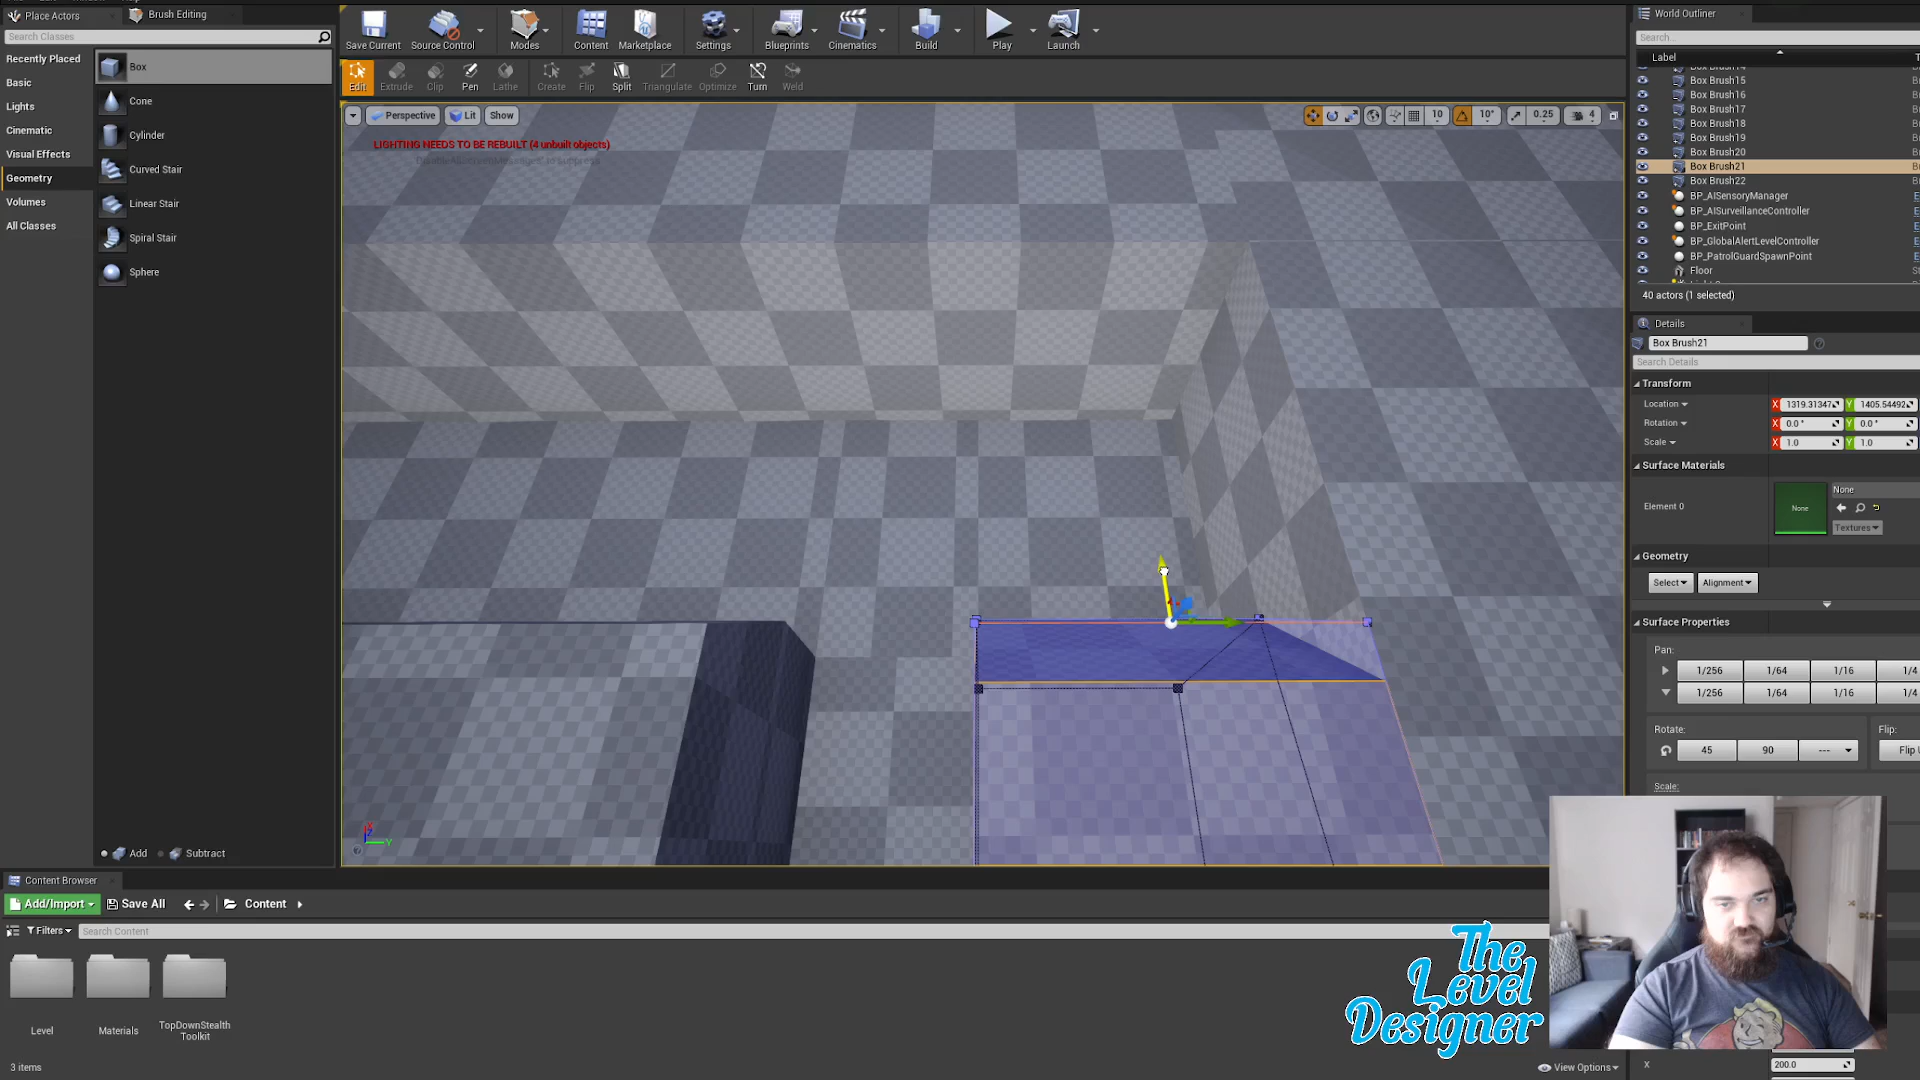 Place Actors
Brush Editing
World Outliner
Search Classes
Recently Placed
Basic
Lights
Cinematic
Visual Effects
Geometry
Volumes
All Classes
Box
Cone
Cylinder
Curved Stair
Linear Stair
Spiral Stair
Sphere
Add
Subtract
Save Current
Source Control
Modes
Content
Marketplace
Settings
Blueprints
Cinematics
Build
Play
Launch
Edit
Extrude
Clip
Pen
Lathe
Create
Flip
Split
Triangulate
Optimize
Turn
Weld
Perspective
Lit
Show
10
10°
0.25
4
LIGHTING NEEDS TO BE REBUILT (4 unbuilt objects)
'DisableAllScreenMessages' to suppress
Search...
Label
Box Brush14
Box Brush15
Box Brush16
Box Brush17
Box Brush18
Box Brush19
Box Brush20
Box Brush21
Box Brush22
BP_AISensoryManager
BP_AISurveillanceController
BP_ExitPoint
BP_GlobalAlertLevelController
BP_PatrolGuardSpawnPoint
Floor
40 actors (1 selected)
Details
Box Brush21
Search Details
Transform
Location
X 1319.31347
Y 1405.54492
Rotation
X 0.0 °
Y 0.0 °
Scale
X 1.0
Y 1.0
Surface Materials
Element 0
None
None
Textures
Geometry
Select
Alignment
Surface Properties
Pan:
1/256 1/64 1/16 1/4
1/256 1/64 1/16 1/4
Rotate:
Flip:
45 90 ---
Flip U
Scale:
Content Browser
Add/Import
Save All
Content
Filters
Search Content
Level
Materials
TopDownStealth
Toolkit
3 items
View Options
The
Level
Designer
X
200.0